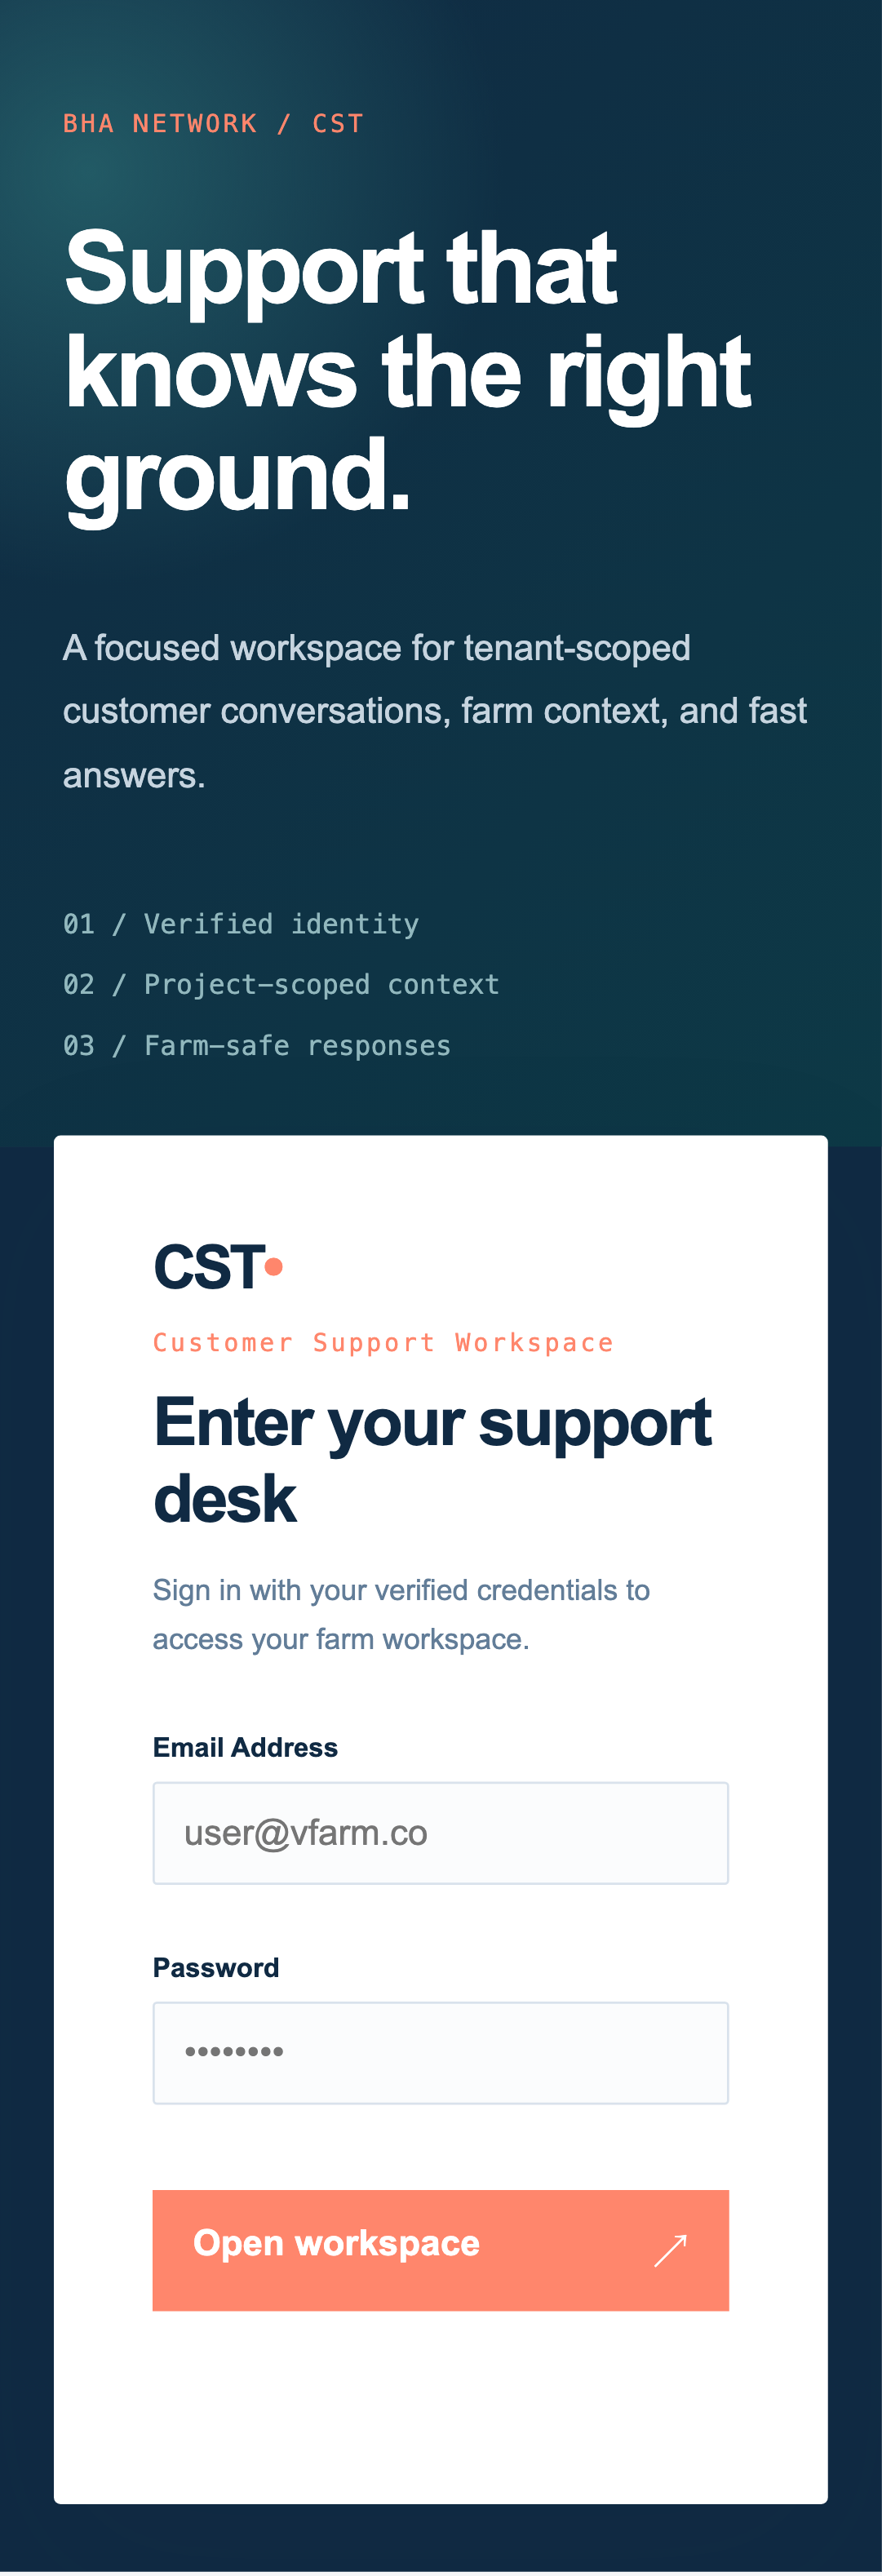 BHA NETWORK / CST
Support that
knows the right
ground.
A focused workspace for tenant-scoped
customer conversations, farm context, and fast
answers.
01 / Verified identity
02 / Project-scoped context
03 / Farm-safe responses
CST
Customer Support Workspace
Enter your support
desk
Sign in with your verified credentials to
access your farm workspace.
Email Address
user@vfarm.co
Password
••••••••
Open workspace ↗